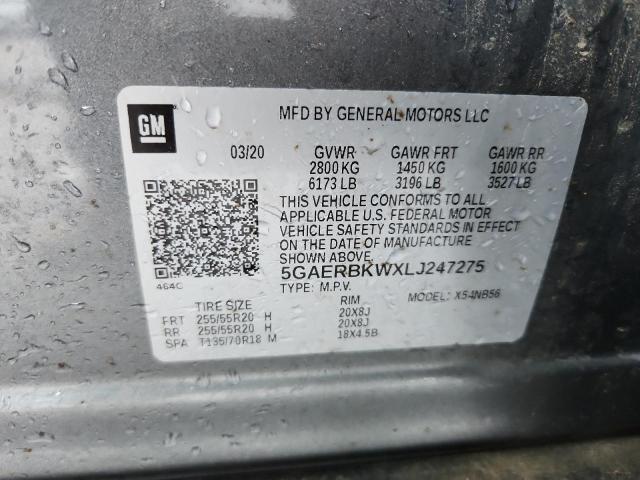 GM
MFD BY GENERAL MOTORS LLC
03/20 GVWR GAWR FRT GAWR RR
2800 KG 1450 KG 1600 KG
6173 LB 3196 LB 3527 LB
THIS VEHICLE CONFORMS TO ALL
APPLICABLE U.S. FEDERAL MOTOR
VEHICLE SAFETY STANDARDS IN EFFECT
ON THE DATE OF MANUFACTURE
SHOWN ABOVE.
464C
5GAERBKWXLJ247275
TYPE: M.P.V. MODEL: X54NB56
TIRE SIZE RIM
FRT 255/55R20 H 20X8J
RR 255/55R20 H 20X8J
SPA T135/70R18 M 18X4.5B